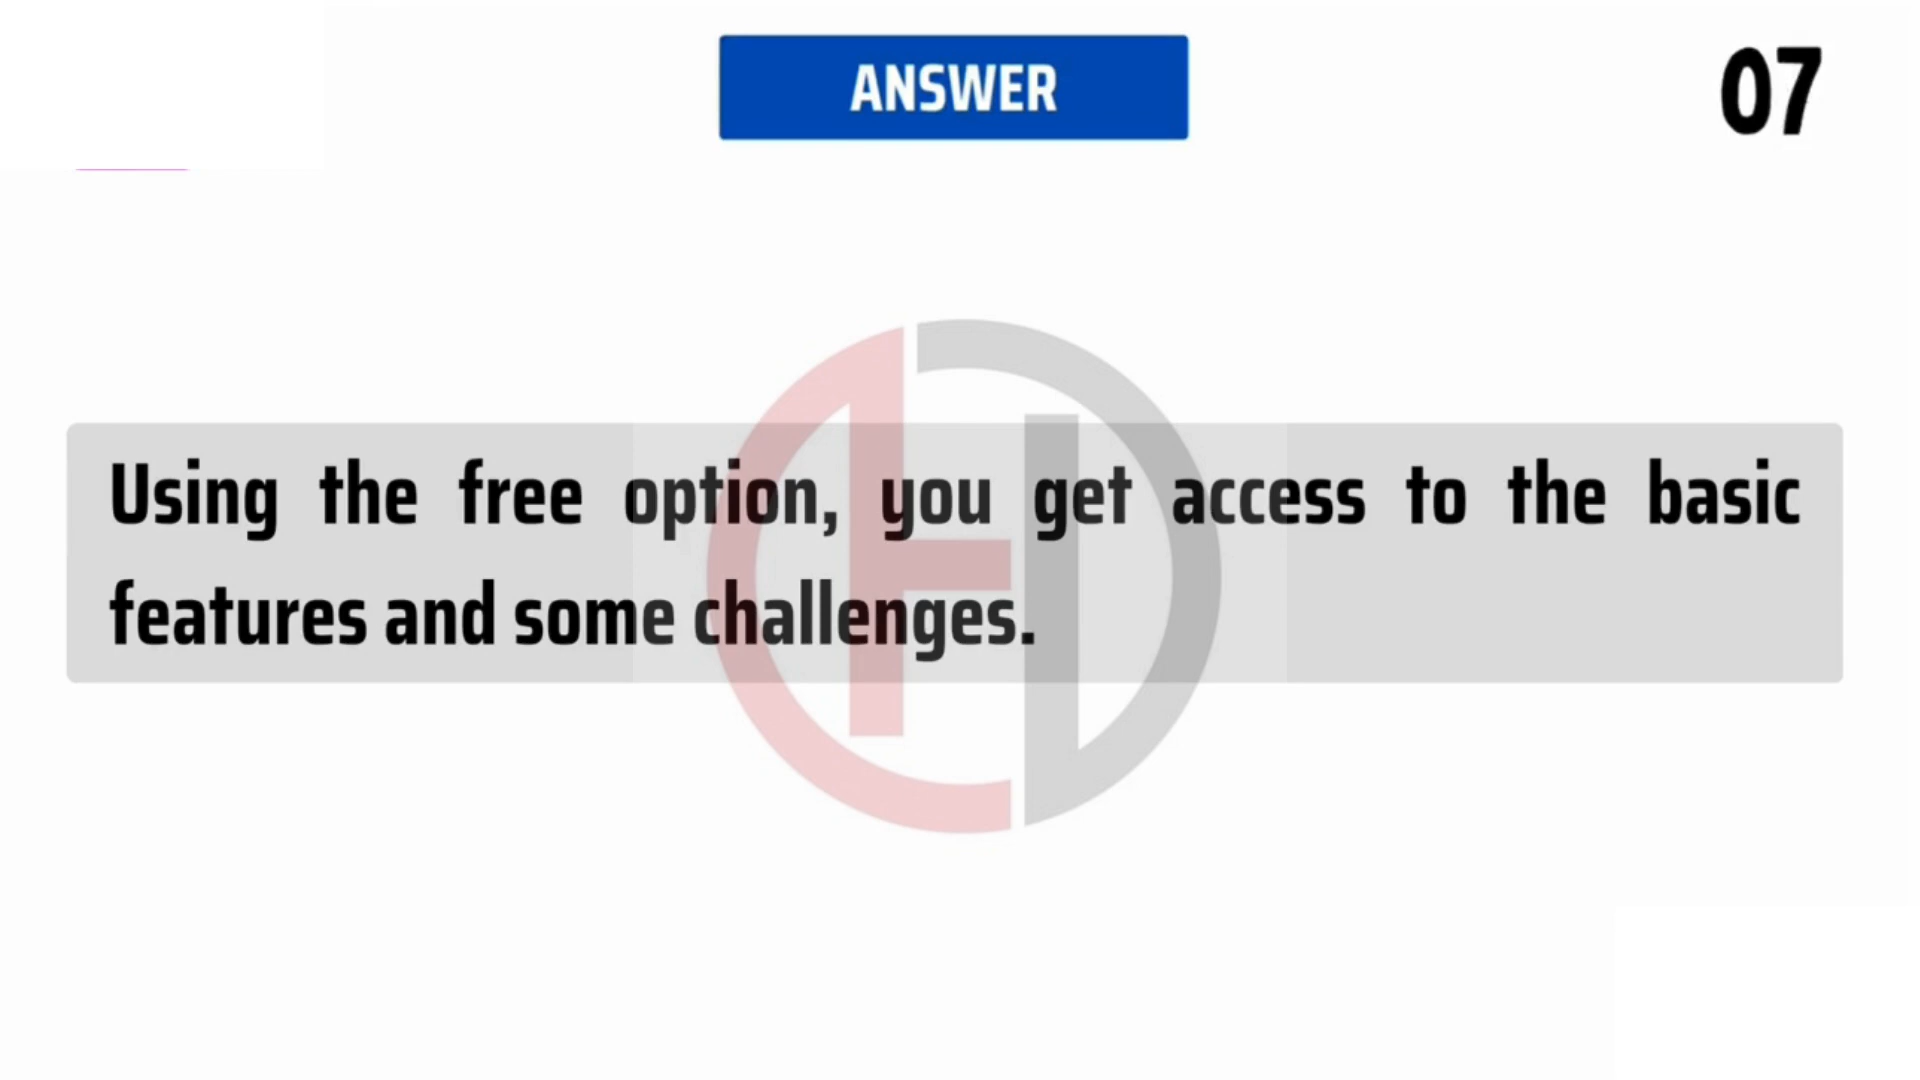 ANSWER
07
Using the free option, you get access to the basic
features and some challenges.